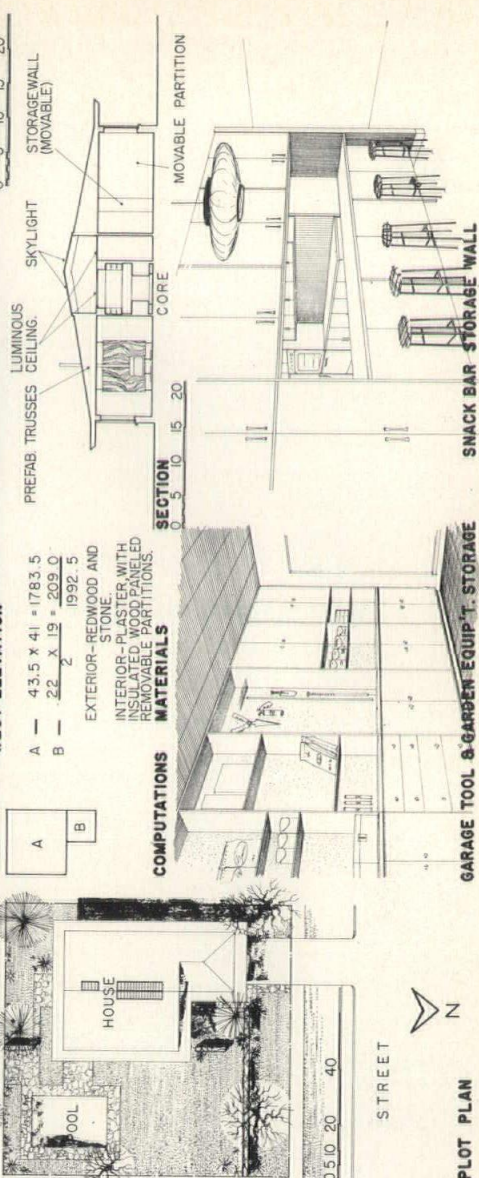 HOUSE
POOL
0 5 10 20 40
STREET
N
PLOT PLAN
A
B
A — 43.5 X 41 = 1783.5
B — 22 X 19 = 209.0
2
1992.5
COMPUTATIONS
EXTERIOR-REDWOOD AND
STONE.
INTERIOR-PLASTER, WITH
INSULATED WOOD PANELED
REMOVABLE PARTITIONS.
MATERIALS
GARAGE TOOL & GARDEN EQUIP'T. STORAGE
PREFAB. TRUSSES
LUMINOUS
CEILING.
SKYLIGHT
STORAGEWALL
(MOVABLE)
MOVABLE PARTITION
CORE
SECTION
0 5 10 15 20
SNACK BAR STORAGE WALL
10 15 20